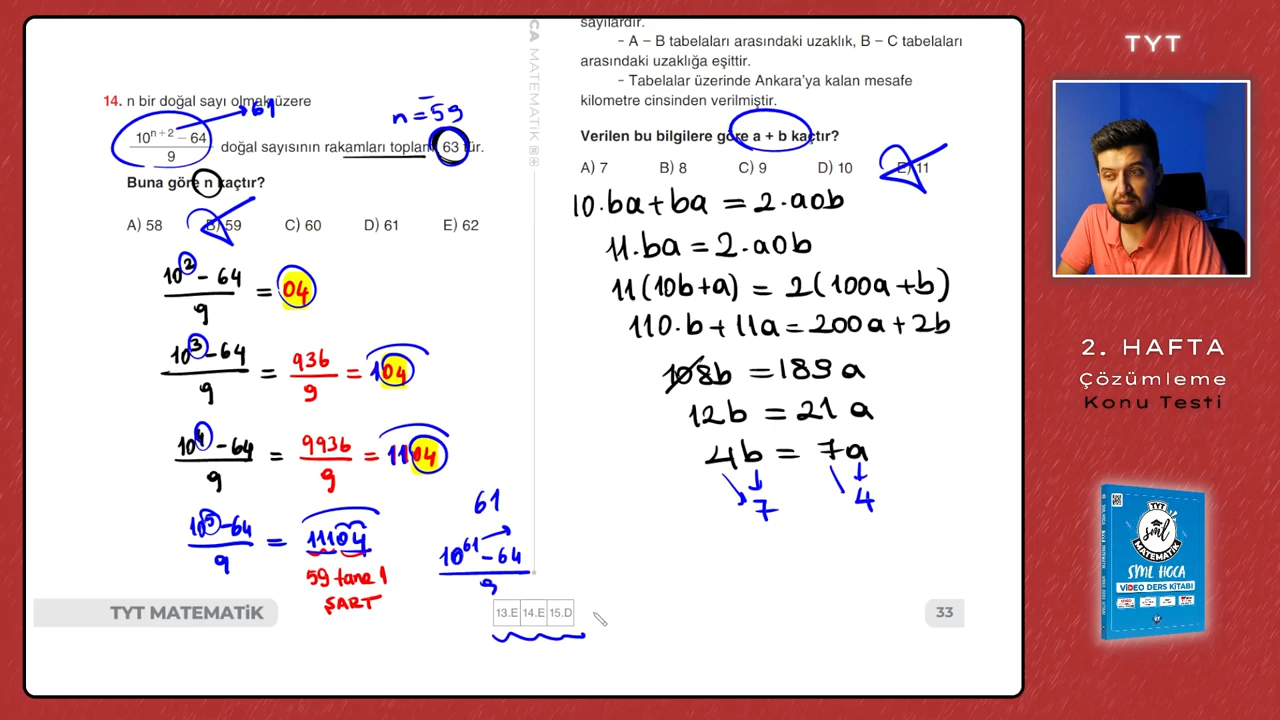 14. n bir doğal sayı olmak üzere
61
n = 59
10ⁿ⁺² – 64
9
doğal sayısının rakamları toplamı 63 tür.
Buna göre n kaçtır?
A) 58 B) 59 C) 60 D) 61 E) 62
10² - 64
9
= 04
10³ - 64
9
= 936
9
= 104
10⁴ - 64
9
= 9936
9
= 1104
10⁵ - 64
9
= 11104
59 tane 1
ŞART
61
10⁶¹ - 64
9
TYT MATEMATİK
13.E 14.E 15.D
CA MATEMATİK
sayılardır.
– A – B tabelaları arasındaki uzaklık, B – C tabelaları
arasındaki uzaklığa eşittir.
– Tabelalar üzerinde Ankara'ya kalan mesafe
kilometre cinsinden verilmiştir.
Verilen bu bilgilere göre a + b kaçtır?
A) 7 B) 8 C) 9 D) 10 E) 11
10.ba + ba = 2.a0b
11.ba = 2.a0b
11(10b+a) = 2(100a+b)
110.b + 11a = 200a + 2b
108b = 189a
12b = 21a
4b = 7a
7 4
33
TYT
2. HAFTA
Çözümleme
Konu Testi
TYT
SML
MATEMATİK
SML HOCA
VİDEO DERS KİTABI